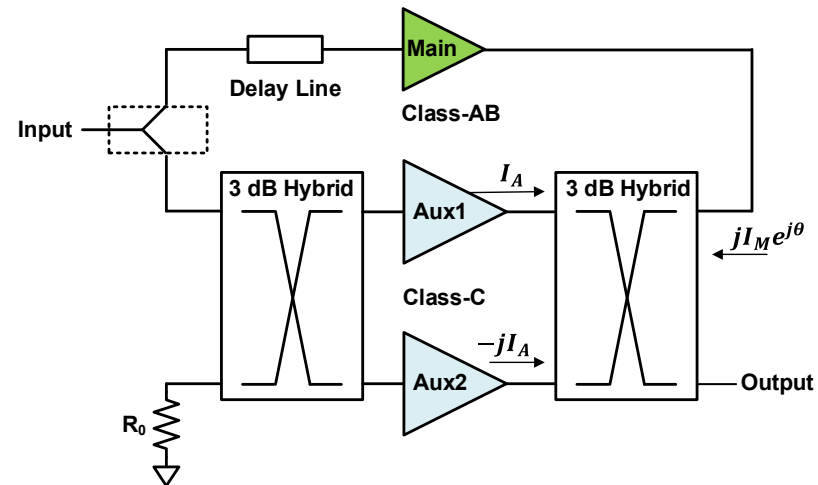 Main
Delay Line
Class-AB
Input
3 dB Hybrid
I_A
3 dB Hybrid
Aux1
jI_M e^{jθ}
Class-C
-jI_A
Aux2
Output
R₀